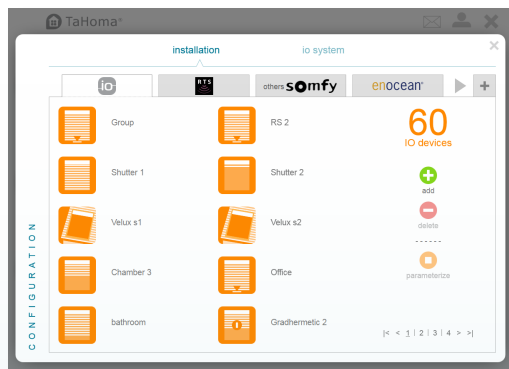 TaHoma®
installation
io system
io
RTS
others somfy
enocean®
+
Group
RS 2
60
IO devices
Shutter 1
Shutter 2
add
Velux s1
Velux s2
delete
Chamber 3
Office
parameterize
bathroom
Gradhermetic 2
|< < 1 | 2 | 3 | 4 > >|
CONFIGURATION